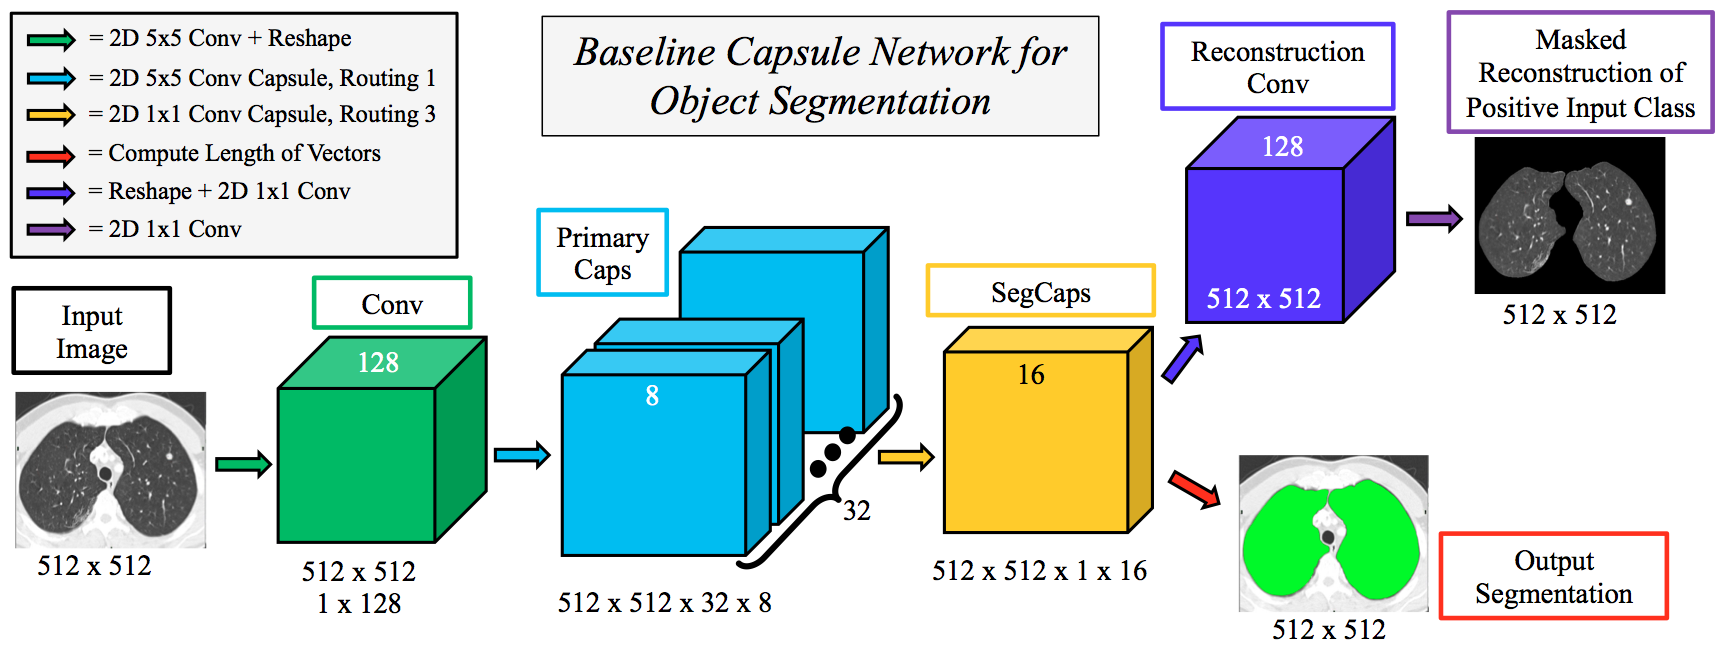 = 2D 5x5 Conv + Reshape
= 2D 5x5 Conv Capsule, Routing 1
= 2D 1x1 Conv Capsule, Routing 3
= Compute Length of Vectors
= Reshape + 2D 1x1 Conv
= 2D 1x1 Conv
Baseline Capsule Network for
Object Segmentation
Input
Image
512 x 512
Conv
128
512 x 512
1 x 128
Primary
Caps
8
32
512 x 512 x 32 x 8
SegCaps
16
512 x 512 x 1 x 16
Reconstruction
Conv
128
512 x 512
Masked
Reconstruction of
Positive Input Class
512 x 512
Output
Segmentation
512 x 512